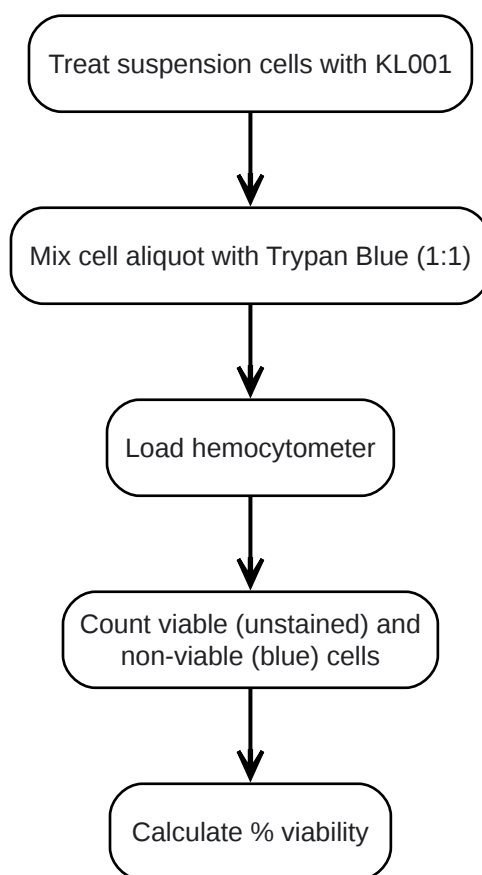 Treat suspension cells with KL001
Mix cell aliquot with Trypan Blue (1:1)
Load hemocytometer
Count viable (unstained) and
non-viable (blue) cells
Calculate % viability